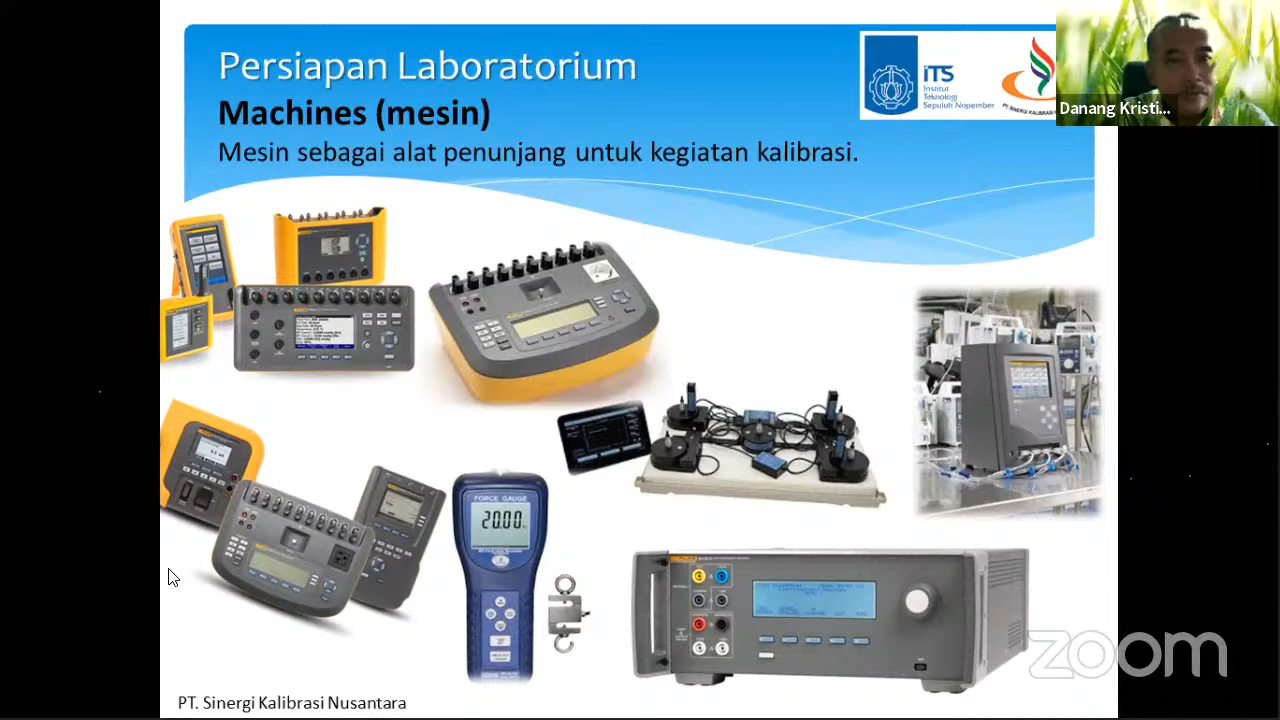 Persiapan Laboratorium
Machines (mesin)
Mesin sebagai alat penunjang untuk kegiatan kalibrasi.
iTS
Institut
Teknologi
Sepuluh Nopember
PT. SINERGI KALIBRASI
Danang Kristi...
FORCE GAUGE
20.00
FLUKE
zoom
PT. Sinergi Kalibrasi Nusantara